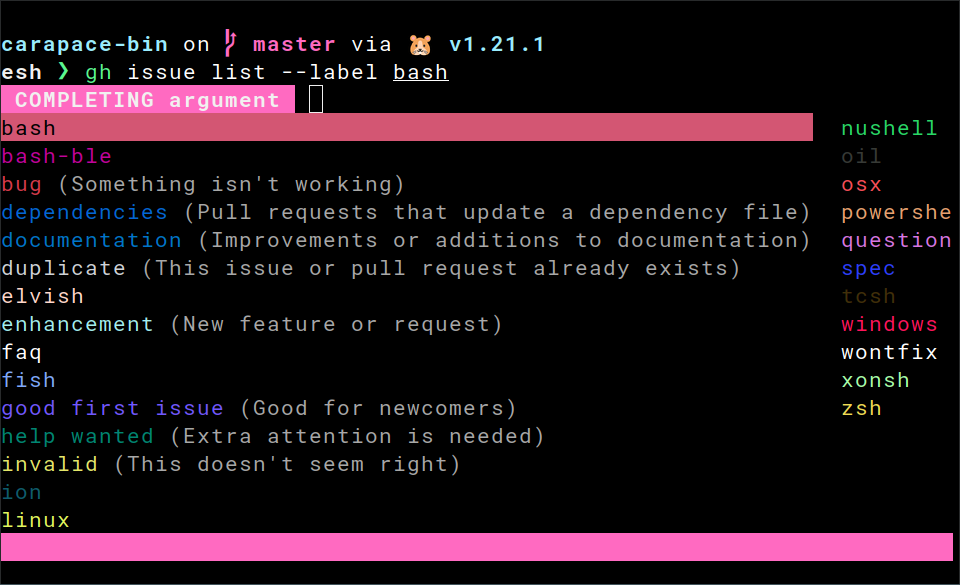 carapace-bin on master via 🐹 v1.21.1
esh ❯ gh issue list --label bash
COMPLETING argument
bash nushell
bash-ble oil
bug (Something isn't working) osx
dependencies (Pull requests that update a dependency file) powershe
documentation (Improvements or additions to documentation) question
duplicate (This issue or pull request already exists) spec
elvish tcsh
enhancement (New feature or request) windows
faq wontfix
fish xonsh
good first issue (Good for newcomers) zsh
help wanted (Extra attention is needed)
invalid (This doesn't seem right)
ion
linux